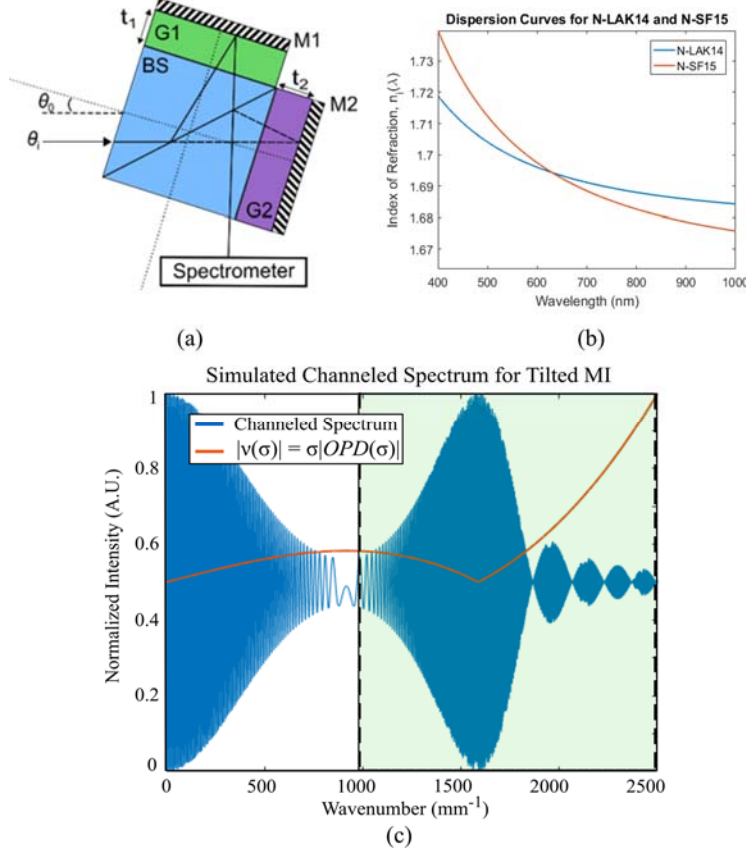 t₁
G1
M1
BS
t₂
M2
θ₀
θᵢ
G2
Spectrometer
(a)
Dispersion Curves for N-LAK14 and N-SF15
N-LAK14
N-SF15
Index of Refraction, nᵢ(λ)
1.73
1.72
1.71
1.7
1.69
1.68
1.67
400 500 600 700 800 900 1000
Wavelength (nm)
(b)
Simulated Channeled Spectrum for Tilted MI
Channeled Spectrum
|ν(σ)| = σ|OPD(σ)|
Normalized Intensity (A.U.)
1
0.8
0.6
0.4
0.2
0
0 500 1000 1500 2000 2500
Wavenumber (mm⁻¹)
(c)